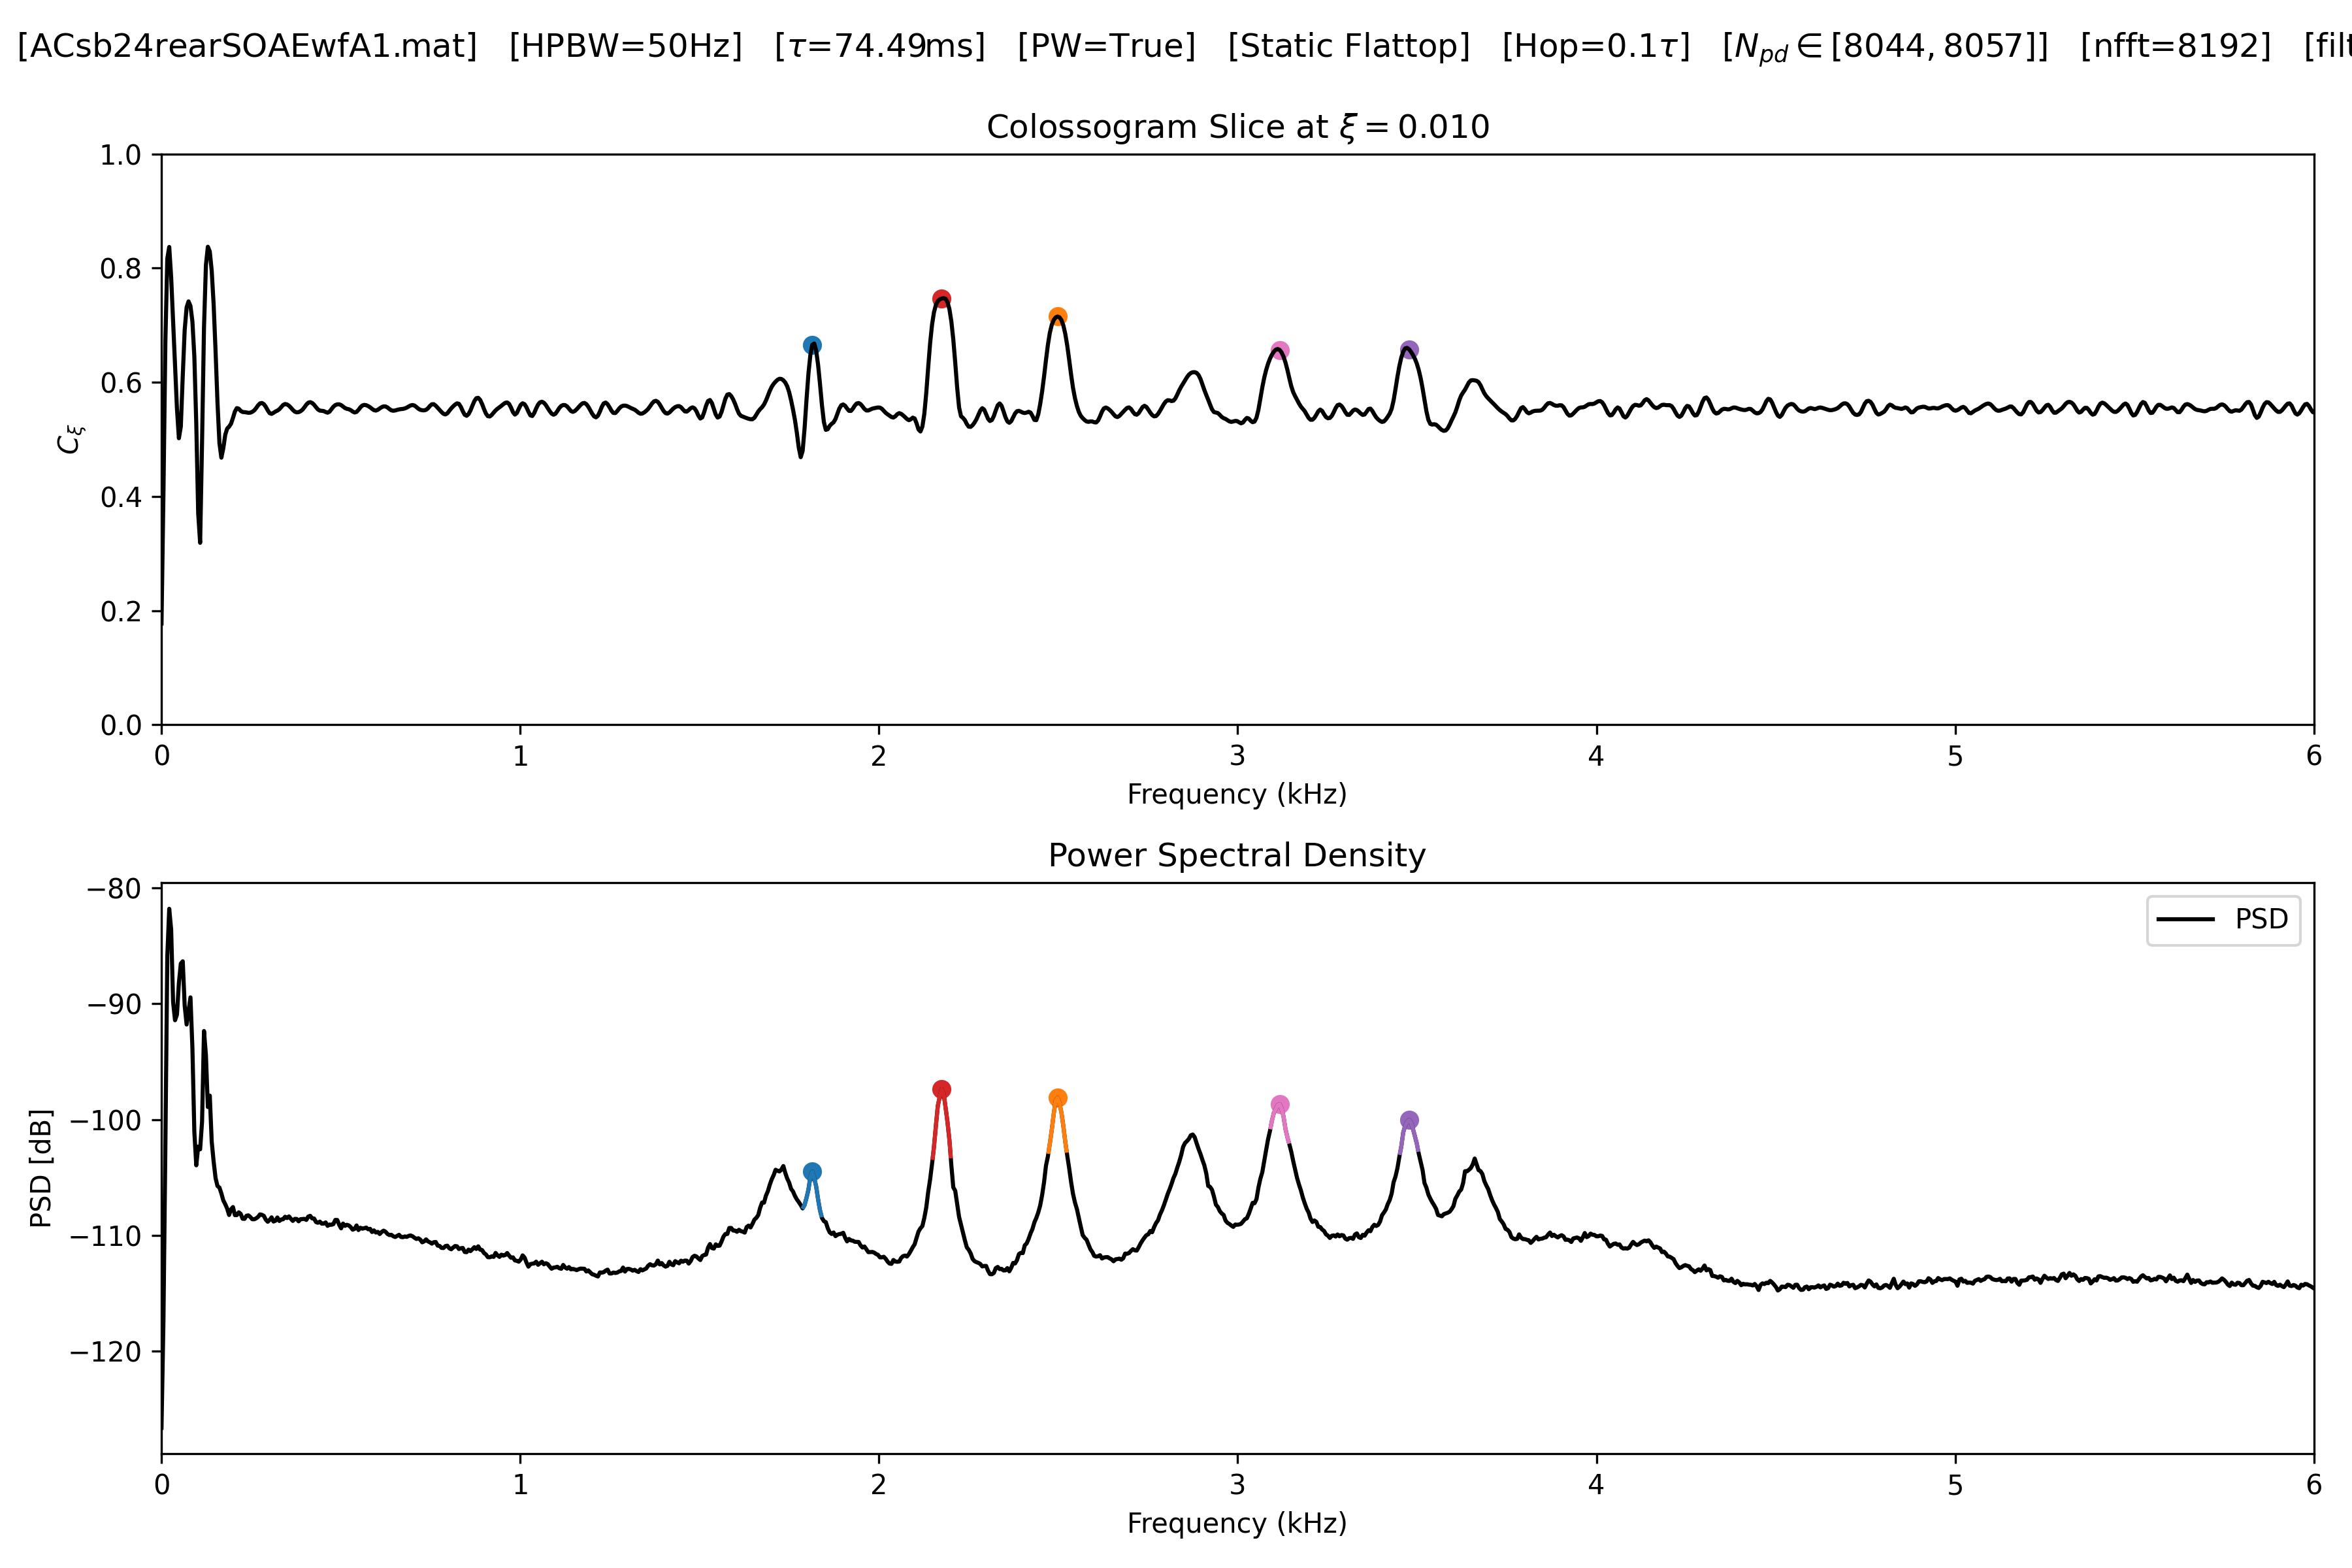 [ACsb24rearSOAEwfA1.mat] [HPBW=50Hz] [τ=74.49ms] [PW=True] [Static Flattop] [Hop=0.1τ] [N_pd ∈ [8044, 8057]] [nfft=8192]
Colossogram Slice at ξ = 0.010
1.0
0.8
0.6
0.4
0.2
0.0
C_ξ
0 1 2 3 4 5 6
Frequency (kHz)
Power Spectral Density
−80
−90
−100
−110
−120
PSD [dB]
PSD
0 1 2 3 4 5 6
Frequency (kHz)